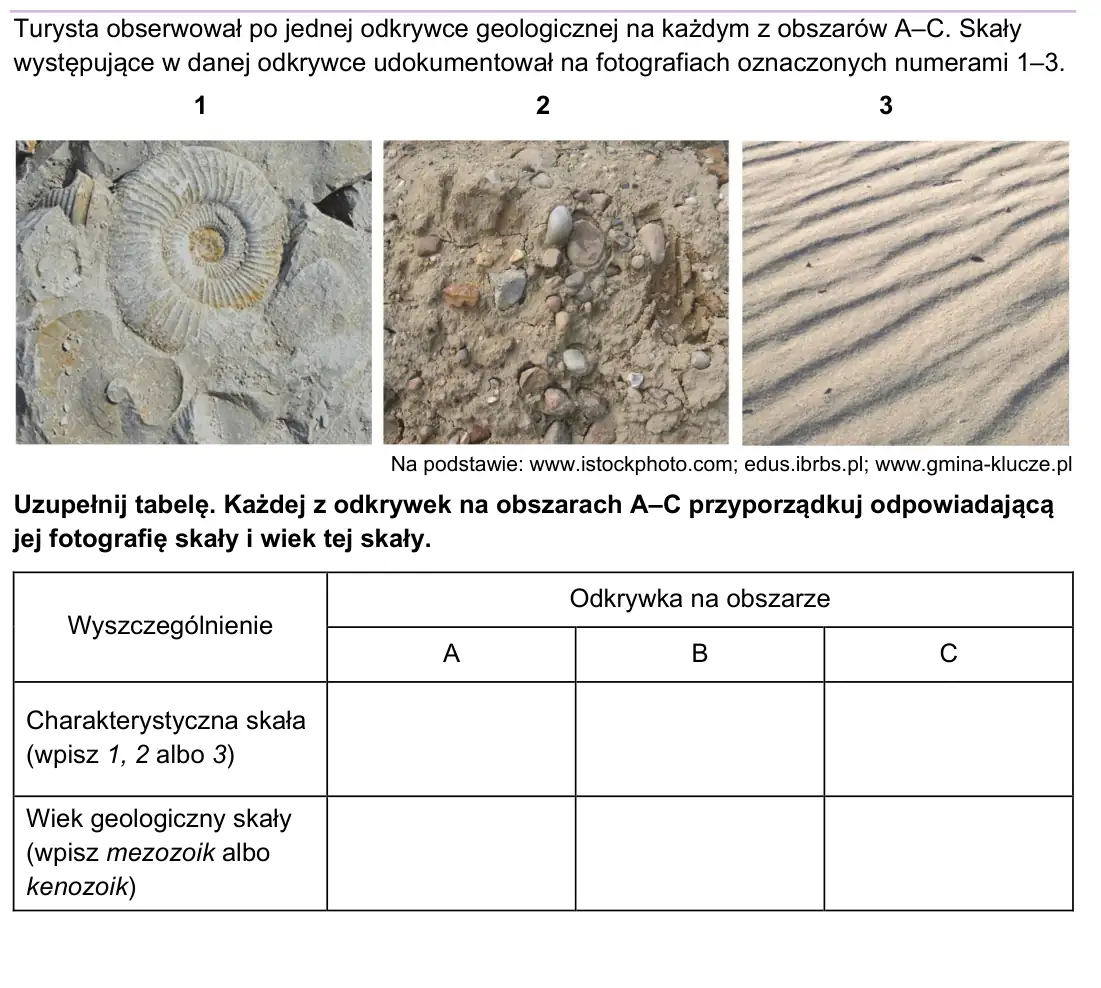 Turysta obserwował po jednej odkrywce geologicznej na każdym z obszarów A–C. Skały
występujące w danej odkrywce udokumentował na fotografiach oznaczonych numerami 1–3.
1 2 3
Na podstawie: www.istockphoto.com; edus.ibrbs.pl; www.gmina-klucze.pl
Uzupełnij tabelę. Każdej z odkrywek na obszarach A–C przyporządkuj odpowiadającą
jej fotografię skały i wiek tej skały.
Wyszczególnienie
Odkrywka na obszarze
A B C
Charakterystyczna skała
(wpisz 1, 2 albo 3)
Wiek geologiczny skały
(wpisz mezozoik albo
kenozoik)